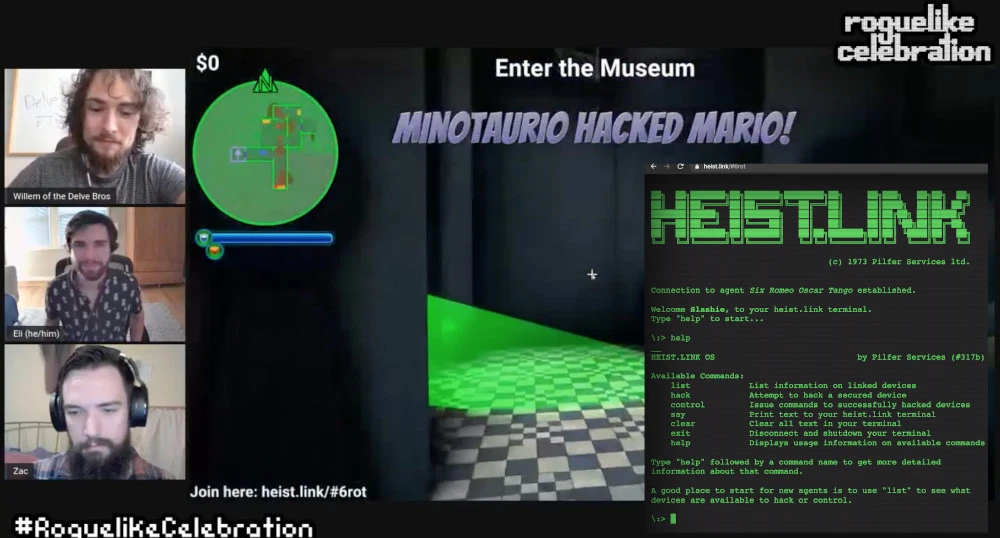 roguelike
celebration
$0
Enter the Museum
MINOTAURIO HACKED MARIO!
Willem of the Delve Bros
Eli (he/him)
Zac
Join here: heist.link/#6rot
#RoguelikeCelebration
heist.link/#6rot
HEIST.LINK
(c) 1973 Pilfer Services ltd.
Connection to agent Six Romeo Oscar Tango established.
Welcome Slashie, to your heist.link terminal.
Type "help" to start...
\:> help
HEIST.LINK OS by Pilfer Services (#317b)
Available Commands:
list List information on linked devices
hack Attempt to hack a secured device
control Issue commands to successfully hacked devices
say Print text to your heist.link terminal
clear Clear all text in your terminal
exit Disconnect and shutdown your terminal
help Displays usage information on available commands
Type "help" followed by a command name to get more detailed
information about that command.
A good place to start for new agents is to use "list" to see what
devices are available to hack or control.
\:>